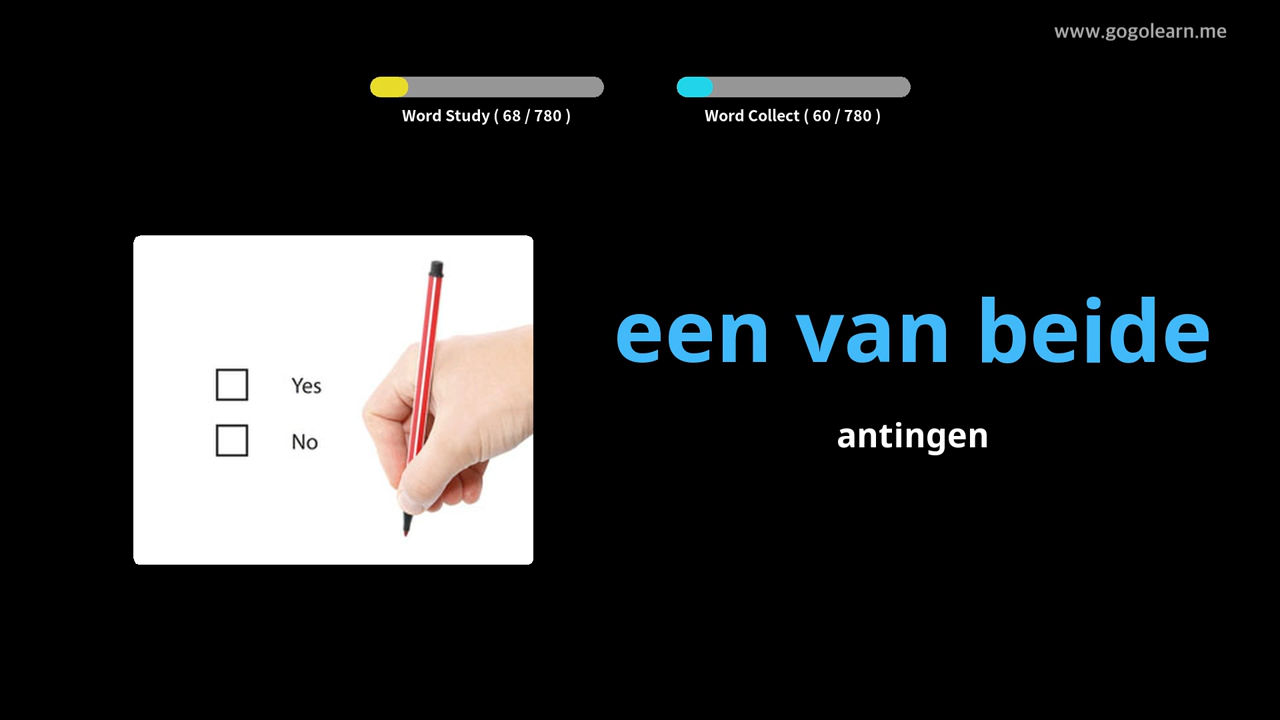 www.gogolearn.me
Word Study ( 68 / 780 )
Word Collect ( 60 / 780 )
Yes
No
een van beide
antingen